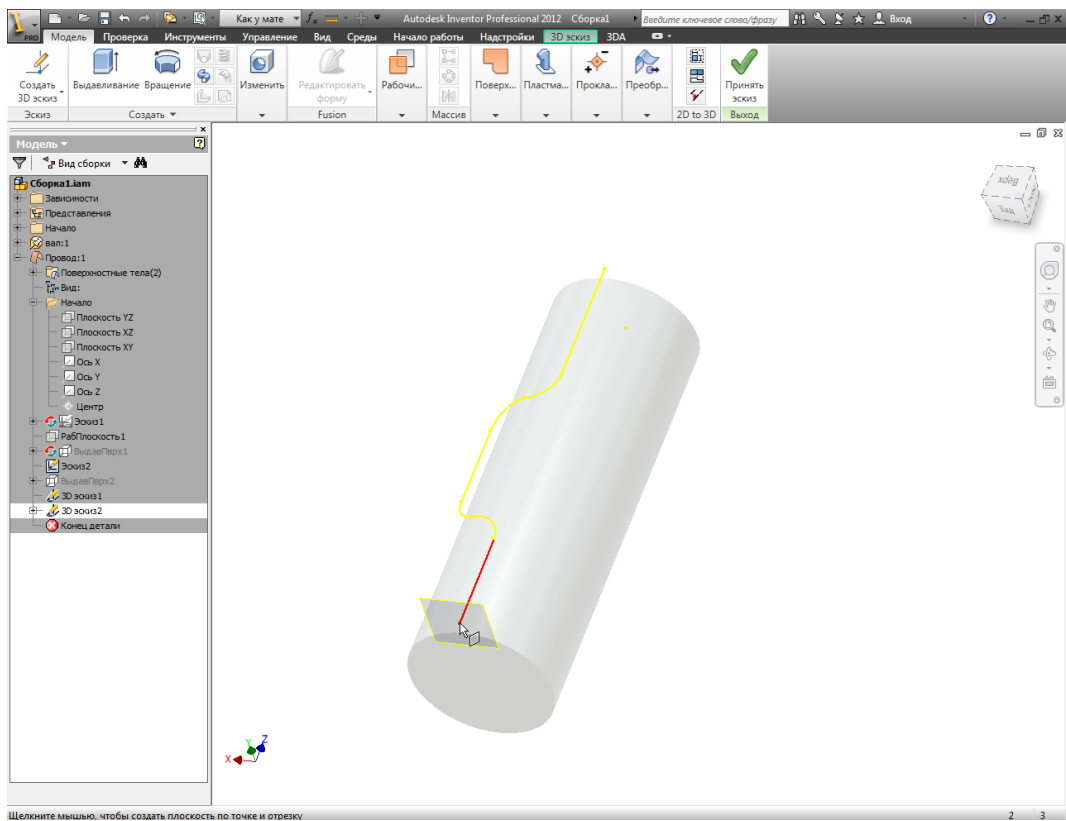 Как у мате
Autodesk Inventor Professional 2012 Сборка1
Введите ключевое слово/фразу
Вход
PRO
Модель Проверка Инструменты Управление Вид Среды Начало работы Надстройки 3D эскиз 3DA
Создать 3D эскиз
Выдавливание Вращение
Изменить
Редактировать форму
Рабочи...
Поверх... Пластма... Прокла... Преобр...
Принять эскиз
Эскиз Создать Fusion Массив 2D to 3D Выход
Модель
Вид сборки
Сборка1.iam
Зависимости
Представления
Начало
вал:1
Провод:1
Поверхностные тела(2)
Вид:
Начало
Плоскость YZ
Плоскость XZ
Плоскость XY
Ось X
Ось Y
Ось Z
Центр
Эскиз1
РабПлоскость1
ВыдавПврх1
Эскиз2
ВыдавПврх2
3D эскиз1
3D эскиз2
Конец детали
Верх
Зад
X Y Z
Щелкните мышью, чтобы создать плоскость по точке и отрезку
2 3